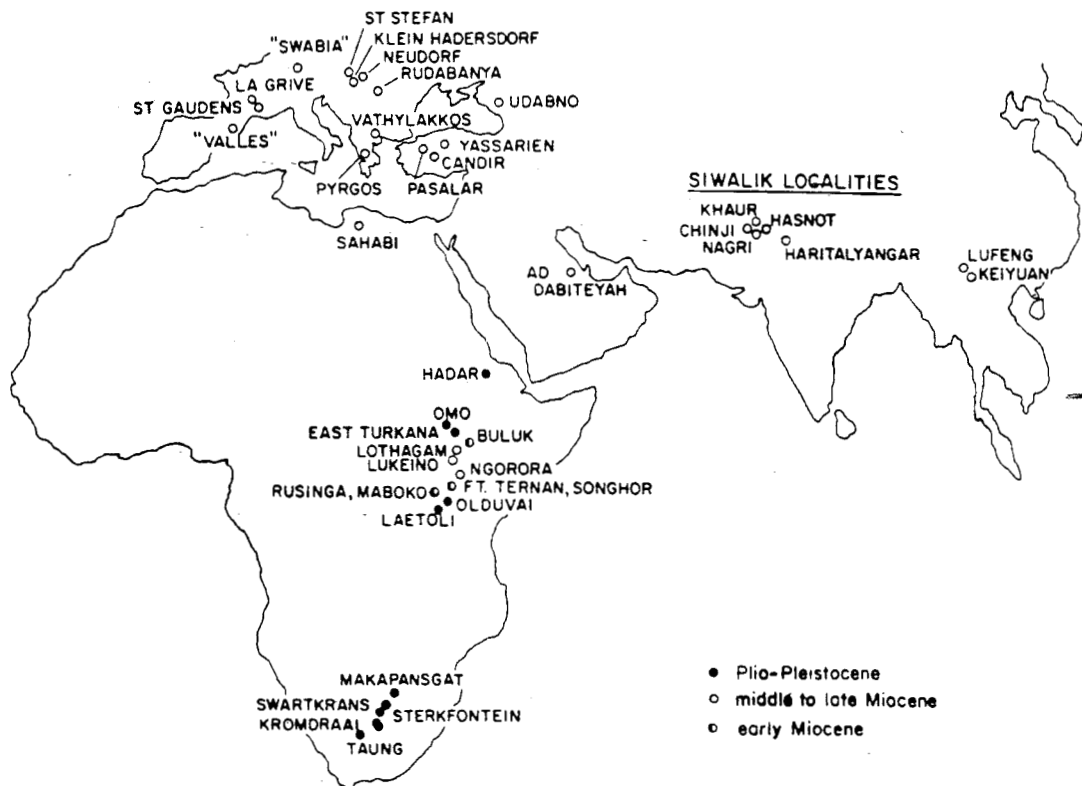 ST STEFAN
KLEIN HADERSDORF
"SWABIA"
NEUDORF
RUDABANYA
LA GRIVE
ST GAUDENS
UDABNO
"VALLES"
VATHYLAKKOS
YASSARIEN
CANDIR
PYRGOS
PASALAR
SIWALIK LOCALITIES
KHAUR
HASNOT
CHINJI
NAGRI
HARITALYANGAR
SAHABI
LUFENG
KEIYUAN
AD
DABITEYAH
HADAR
OMO
EAST TURKANA
BULUK
LOTHAGAM
LUKEINO
NGORORA
RUSINGA, MABOKO
FT. TERNAN, SONGHOR
OLDUVAI
LAETOLI
MAKAPANSGAT
SWARTKRANS
STERKFONTEIN
KROMDRAAI
TAUNG
Plio-Pleistocene
middle to late Miocene
early Miocene